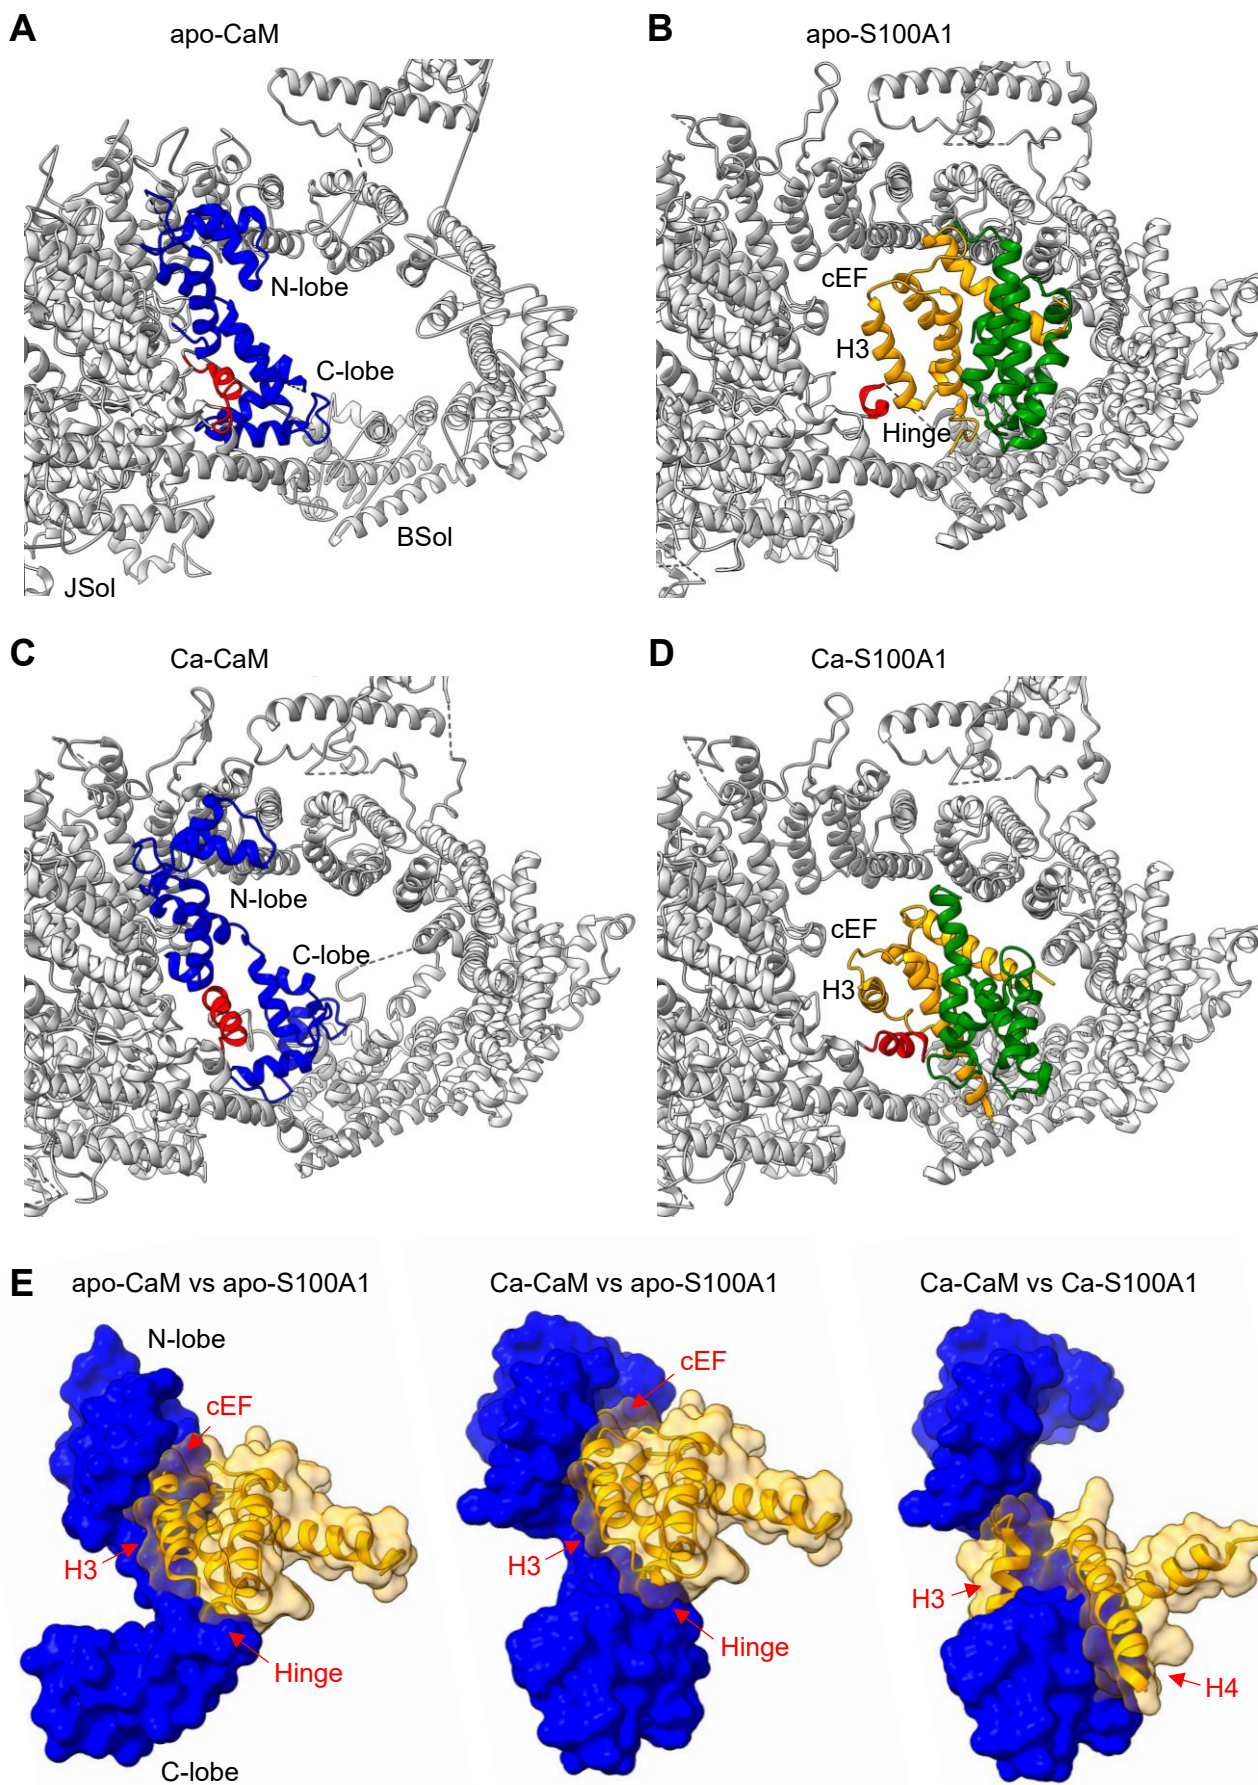 A
apo-CaM
N-lobe
C-lobe
BSol
JSol
B
apo-S100A1
cEF
H3
Hinge
C
Ca-CaM
N-lobe
C-lobe
D
Ca-S100A1
cEF
H3
E
apo-CaM vs apo-S100A1
N-lobe
cEF
H3
Hinge
C-lobe
Ca-CaM vs apo-S100A1
cEF
H3
Hinge
Ca-CaM vs Ca-S100A1
H3
H4